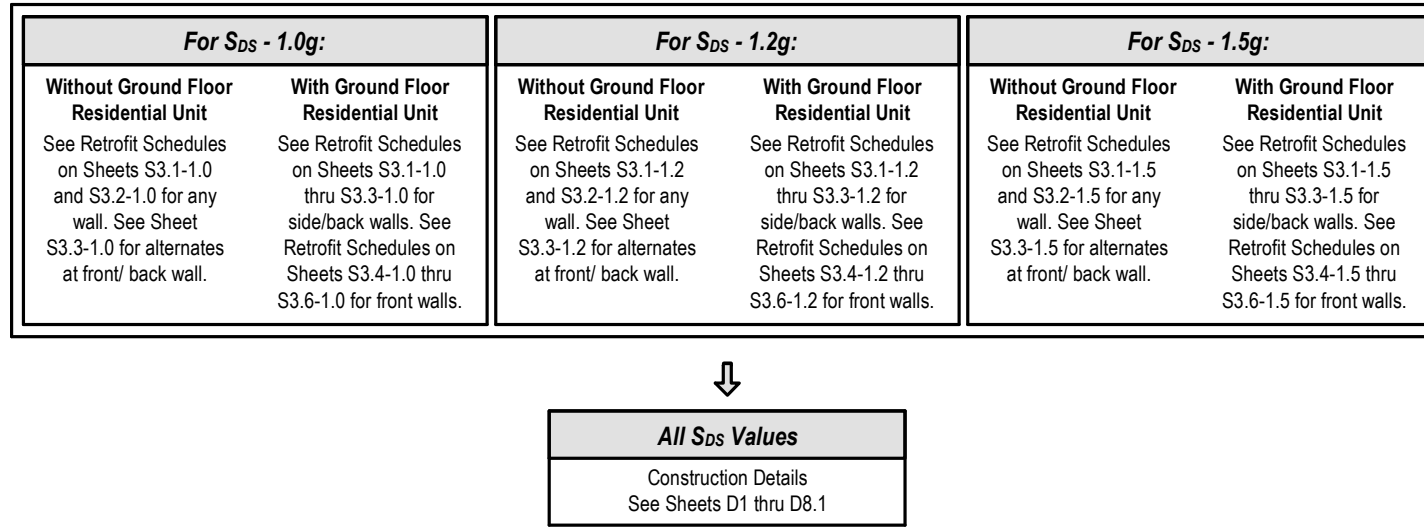 For SDS - 1.0g:
Without Ground Floor
Residential Unit
See Retrofit Schedules
on Sheets S3.1-1.0
and S3.2-1.0 for any
wall. See Sheet
S3.3-1.0 for alternates
at front/ back wall.
With Ground Floor
Residential Unit
See Retrofit Schedules
on Sheets S3.1-1.0
thru S3.3-1.0 for
side/back walls. See
Retrofit Schedules on
Sheets S3.4-1.0 thru
S3.6-1.0 for front walls.
For SDS - 1.2g:
Without Ground Floor
Residential Unit
See Retrofit Schedules
on Sheets S3.1-1.2
and S3.2-1.2 for any
wall. See Sheet
S3.3-1.2 for alternates
at front/ back wall.
With Ground Floor
Residential Unit
See Retrofit Schedules
on Sheets S3.1-1.2
thru S3.3-1.2 for
side/back walls. See
Retrofit Schedules on
Sheets S3.4-1.2 thru
S3.6-1.2 for front walls.
For SDS - 1.5g:
Without Ground Floor
Residential Unit
See Retrofit Schedules
on Sheets S3.1-1.5
and S3.2-1.5 for any
wall. See Sheet
S3.3-1.5 for alternates
at front/ back wall.
With Ground Floor
Residential Unit
See Retrofit Schedules
on Sheets S3.1-1.5
thru S3.3-1.5 for
side/back walls. See
Retrofit Schedules on
Sheets S3.4-1.5 thru
S3.6-1.5 for front walls.
All SDS Values
Construction Details
See Sheets D1 thru D8.1